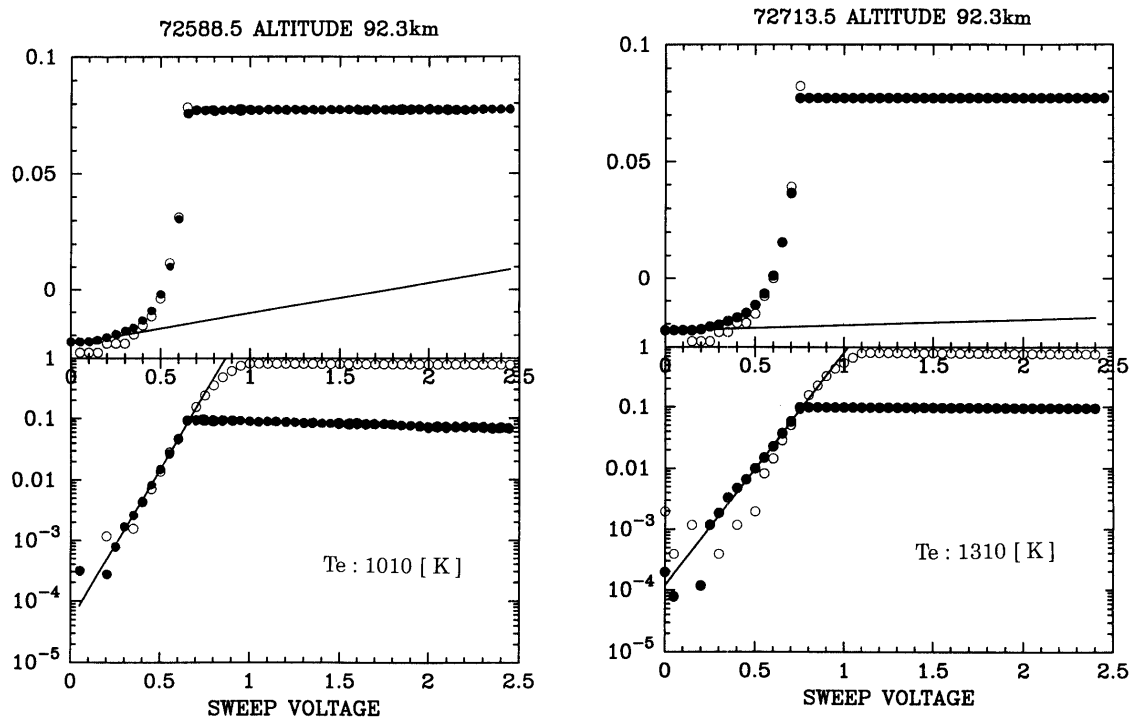 72588.5 ALTITUDE 92.3km
0.1
0.05
0
0 0.5 1 1.5 2 2.5
1
0.1
0.01
10⁻³
10⁻⁴
10⁻⁵
Te : 1010 [ K ]
0 0.5 1 1.5 2 2.5
SWEEP VOLTAGE
72713.5 ALTITUDE 92.3km
0.1
0.05
0
0 0.5 1 1.5 2 2.5
1
0.1
0.01
10⁻³
10⁻⁴
10⁻⁵
Te : 1310 [ K ]
0 0.5 1 1.5 2 2.5
SWEEP VOLTAGE